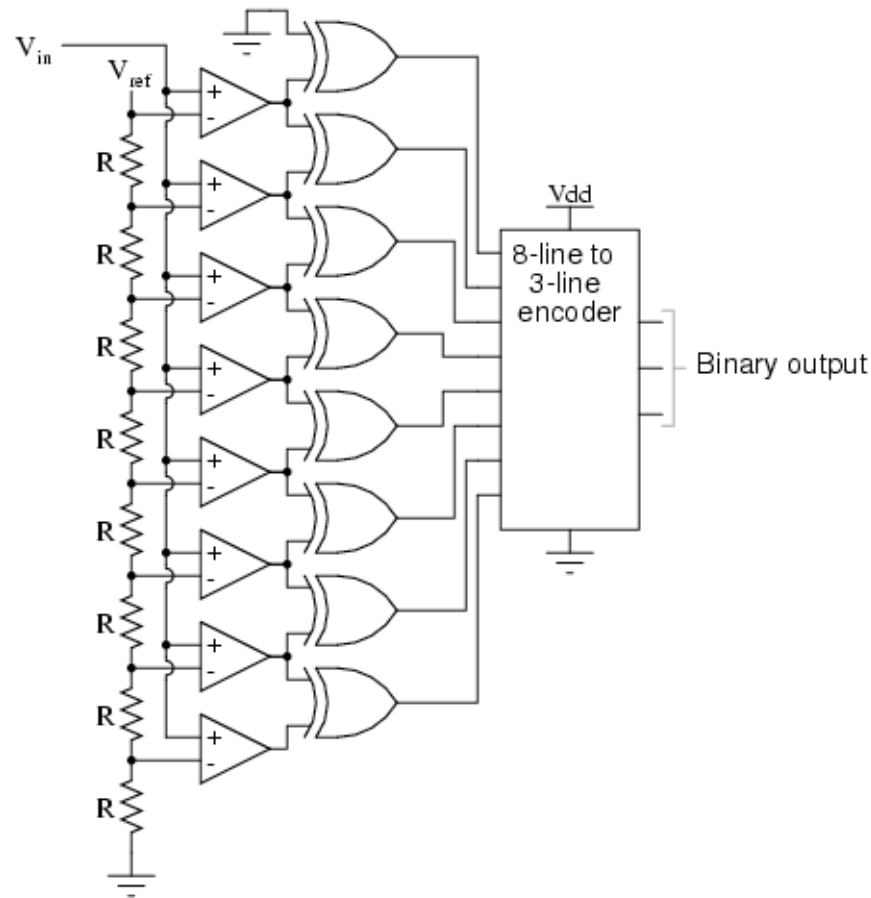 Vin
Vref
+
-
R
+
-
R
+
-
R
+
-
R
+
-
R
+
-
R
+
-
R
+
-
R
Vdd
8-line to
3-line
encoder
Binary output